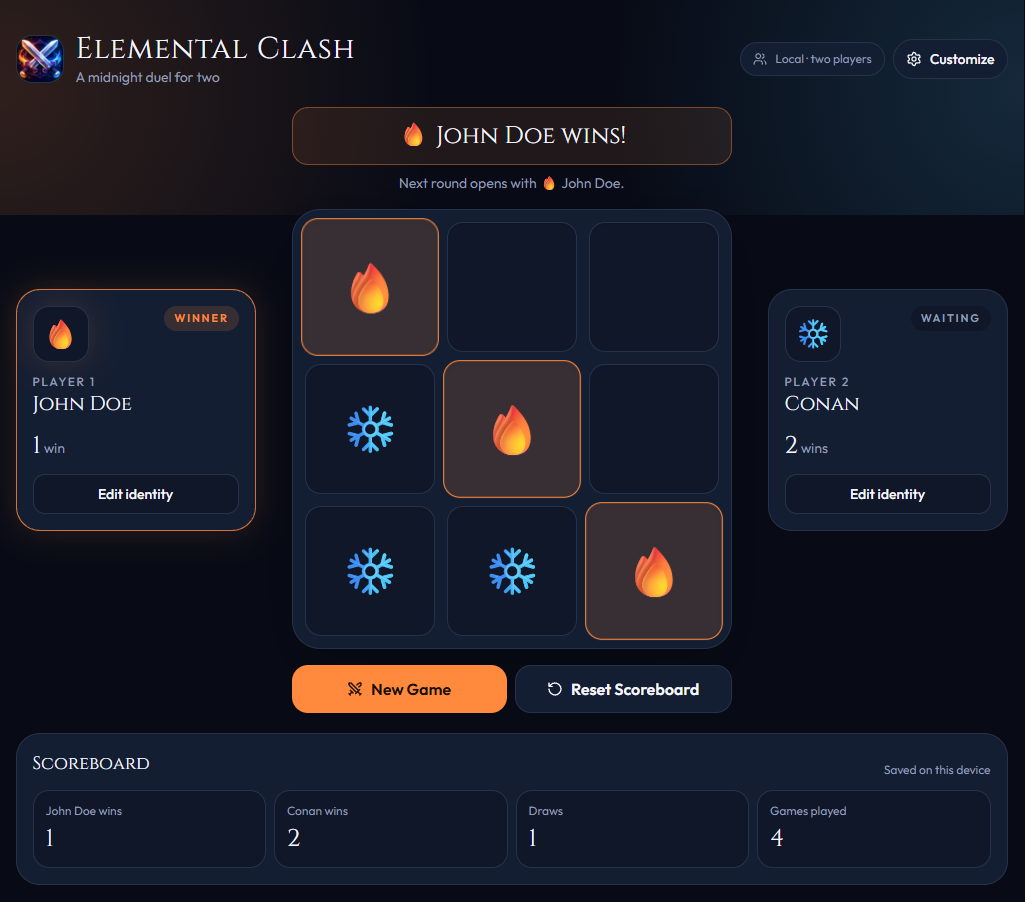 Elemental Clash
A midnight duel for two
Local · two players
Customize
John Doe wins!
Next round opens with John Doe.
WINNER
PLAYER 1
John Doe
1 win
Edit identity
WAITING
PLAYER 2
Conan
2 wins
Edit identity
New Game
Reset Scoreboard
Scoreboard
Saved on this device
John Doe wins
1
Conan wins
2
Draws
1
Games played
4